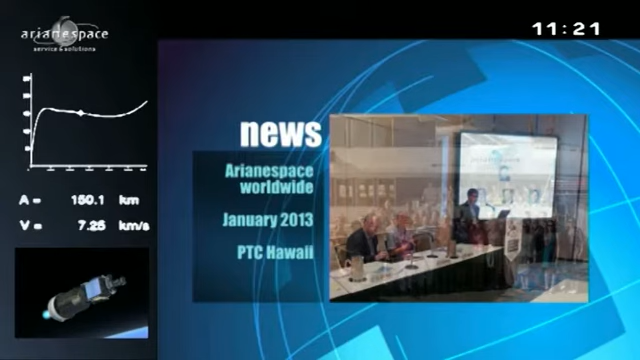 arianespace
service & solutions
11:21
A = 150.1 km
V = 7.25 km/s
news
Arianespace
worldwide
January 2013
PTC Hawaii